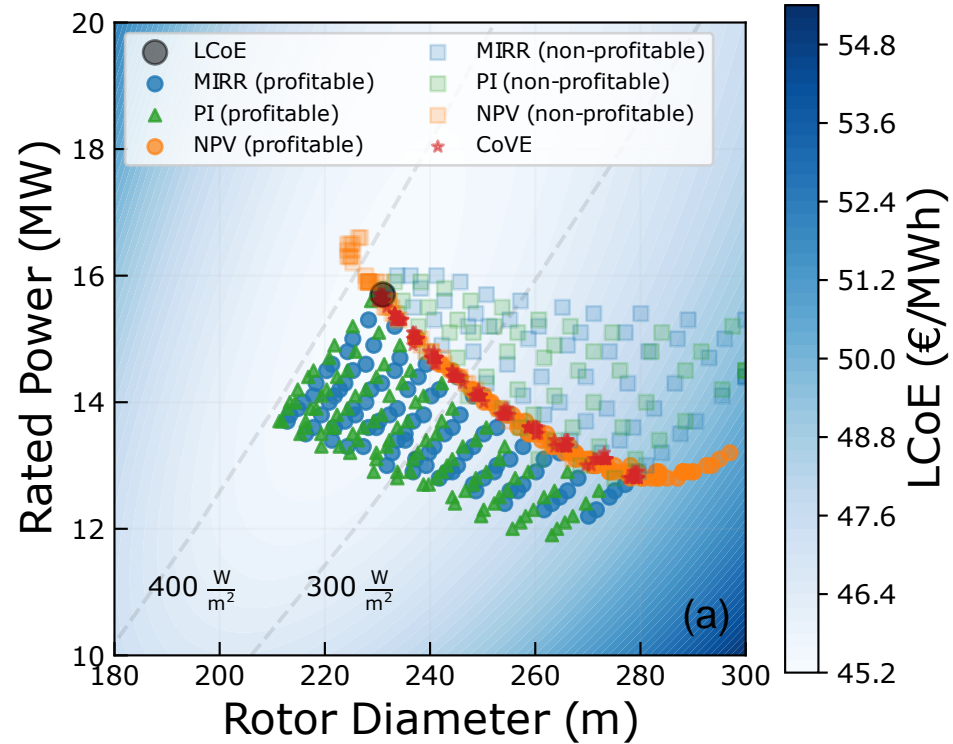 LCoE
MIRR (profitable)
PI (profitable)
NPV (profitable)
MIRR (non-profitable)
PI (non-profitable)
NPV (non-profitable)
CoVE
20
18
16
14
12
10
Rated Power (MW)
400 W/m²
300 W/m²
(a)
180
200
220
240
260
280
300
Rotor Diameter (m)
54.8
53.6
52.4
51.2
50.0
48.8
47.6
46.4
45.2
LCoE (€/MWh)